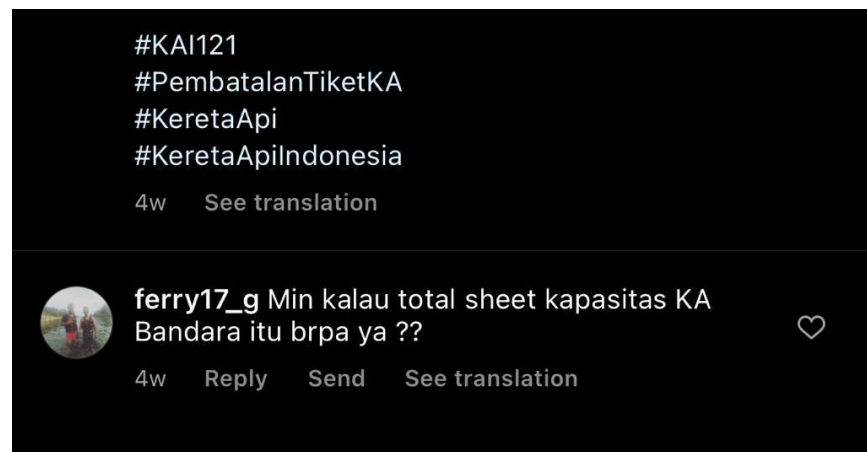 #KAI121
#PembatalanTiketKA
#KeretaApi
#KeretaApiIndonesia
4w See translation
ferry17_g Min kalau total sheet kapasitas KA
Bandara itu brpa ya ??
4w Reply Send See translation